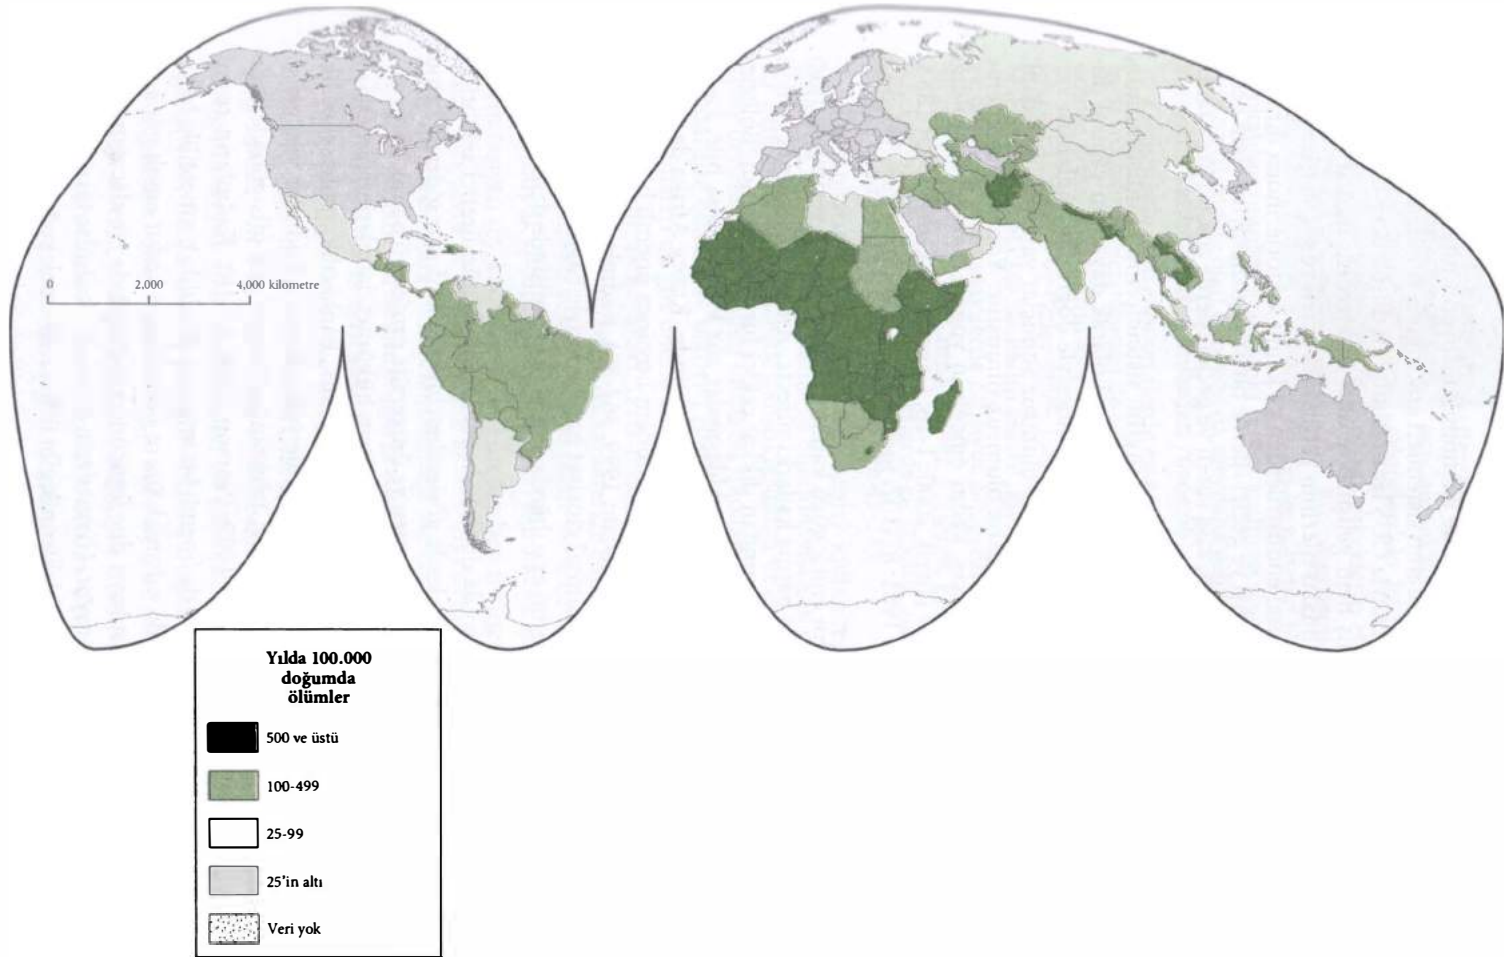 0
2,000
4,000 kilometre
Yılda 100.000
doğumda
ölümler
500 ve üstü
100-499
25-99
25'in altı
Veri yok